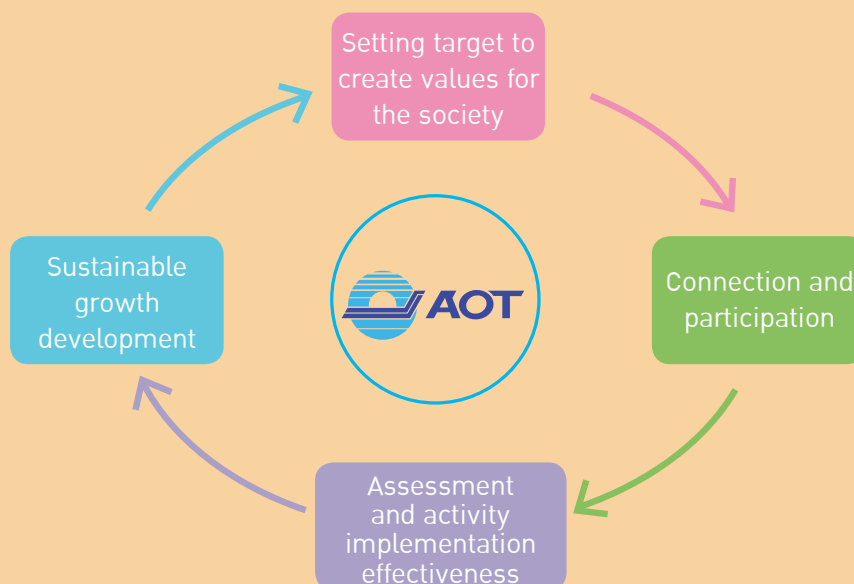 Setting target to
create values for
the society
Connection and
participation
Assessment
and activity
implementation
effectiveness
Sustainable
growth
development
AOT